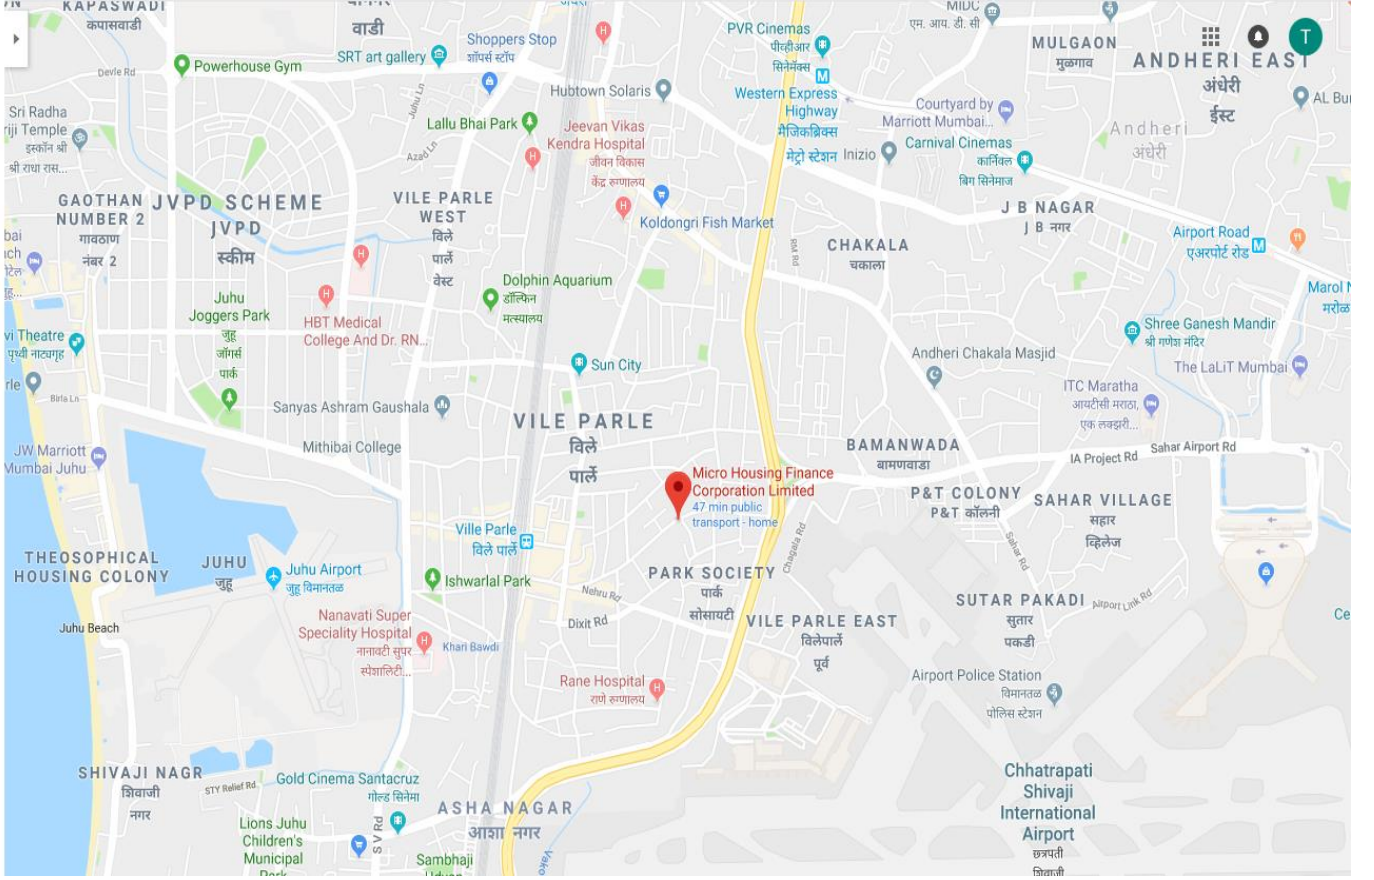 KAPASWADI
कपासवाडी
वाडी
Devle Rd
Powerhouse Gym
SRT art gallery
Shoppers Stop
शॉपर्स स्टॉप
Juhu Ln
Lallu Bhai Park
Azad Ln
Hubtown Solaris
Jeevan Vikas
Kendra Hospital
जीवन विकास
केंद्र रुग्णालय
PVR Cinemas
पीव्हीआर
सिनेमॅक्स
Western Express
Highway
मॅजिकब्रिक्स
मेट्रो स्टेशन
Inizio
MIDC
एम. आय. डी. सी
MULGAON
मुळगाव
T
ANDHERI EAST
अंधेरी
ईस्ट
Courtyard by
Marriott Mumbai...
Andheri
अंधेरी
Carnival Cinemas
कार्निवल
बिग सिनेमाज
Sri Radha
इस्कॉन श्री
श्री राधा रास...
GAOTHAN
NUMBER 2
गावठाण
नंबर 2
JVPD SCHEME
JVPD
स्कीम
VILE PARLE
WEST
विले
पार्ले
वेस्ट
Koldongri Fish Market
RM Rd
CHAKALA
चकाला
J B NAGAR
J B नगर
Airport Road
एअरपोर्ट रोड
Juhu
Joggers Park
जुहू
जॉगर्स
पार्क
HBT Medical
College And Dr. RN...
Dolphin Aquarium
डॉल्फिन
मत्स्यालय
Sun City
Shree Ganesh Mandir
श्री गणेश मंदिर
Andheri Chakala Masjid
The LaLiT Mumbai
ITC Maratha
आयटीसी मराठा,
एक लक्झरी...
Theatre
पृथ्वी नाट्यगृह
Birla Ln
Sanyas Ashram Gaushala
Mithibai College
VILE PARLE
विले
पार्ले
BAMANWADA
बामणवाडा
IA Project Rd
Sahar Airport Rd
JW Marriott
Mumbai Juhu
Micro Housing Finance
Corporation Limited
47 min public
transport - home
P&T COLONY
P&T कॉलनी
SAHAR VILLAGE
सहार
व्हिलेज
Sahar Rd
Chagala Rd
Ville Parle
विले पार्ले
THEOSOPHICAL
HOUSING COLONY
JUHU
जुहू
Juhu Airport
जुहू विमानतळ
Ishwarlal Park
Nehru Rd
Dixit Rd
PARK SOCIETY
पार्क
सोसायटी
VILE PARLE EAST
विलेपार्ले
पूर्व
SUTAR PAKADI
सुतार
पकडी
Airport Link Rd
Juhu Beach
Nanavati Super
Speciality Hospital
नानावटी सुपर
स्पेशालिटी...
Khari Bawdi
Rane Hospital
राणे रुग्णालय
Airport Police Station
विमानतळ
पोलिस स्टेशन
SHIVAJI NAGR
शिवाजी
नगर
STY Relief Rd
Gold Cinema Santacruz
गोल्ड सिनेमा
S V Rd
ASHA NAGAR
आशा नगर
Lions Juhu
Children's
Municipal
Sambhaji
Chhatrapati
Shivaji
International
Airport
छत्रपती
शिवाजी